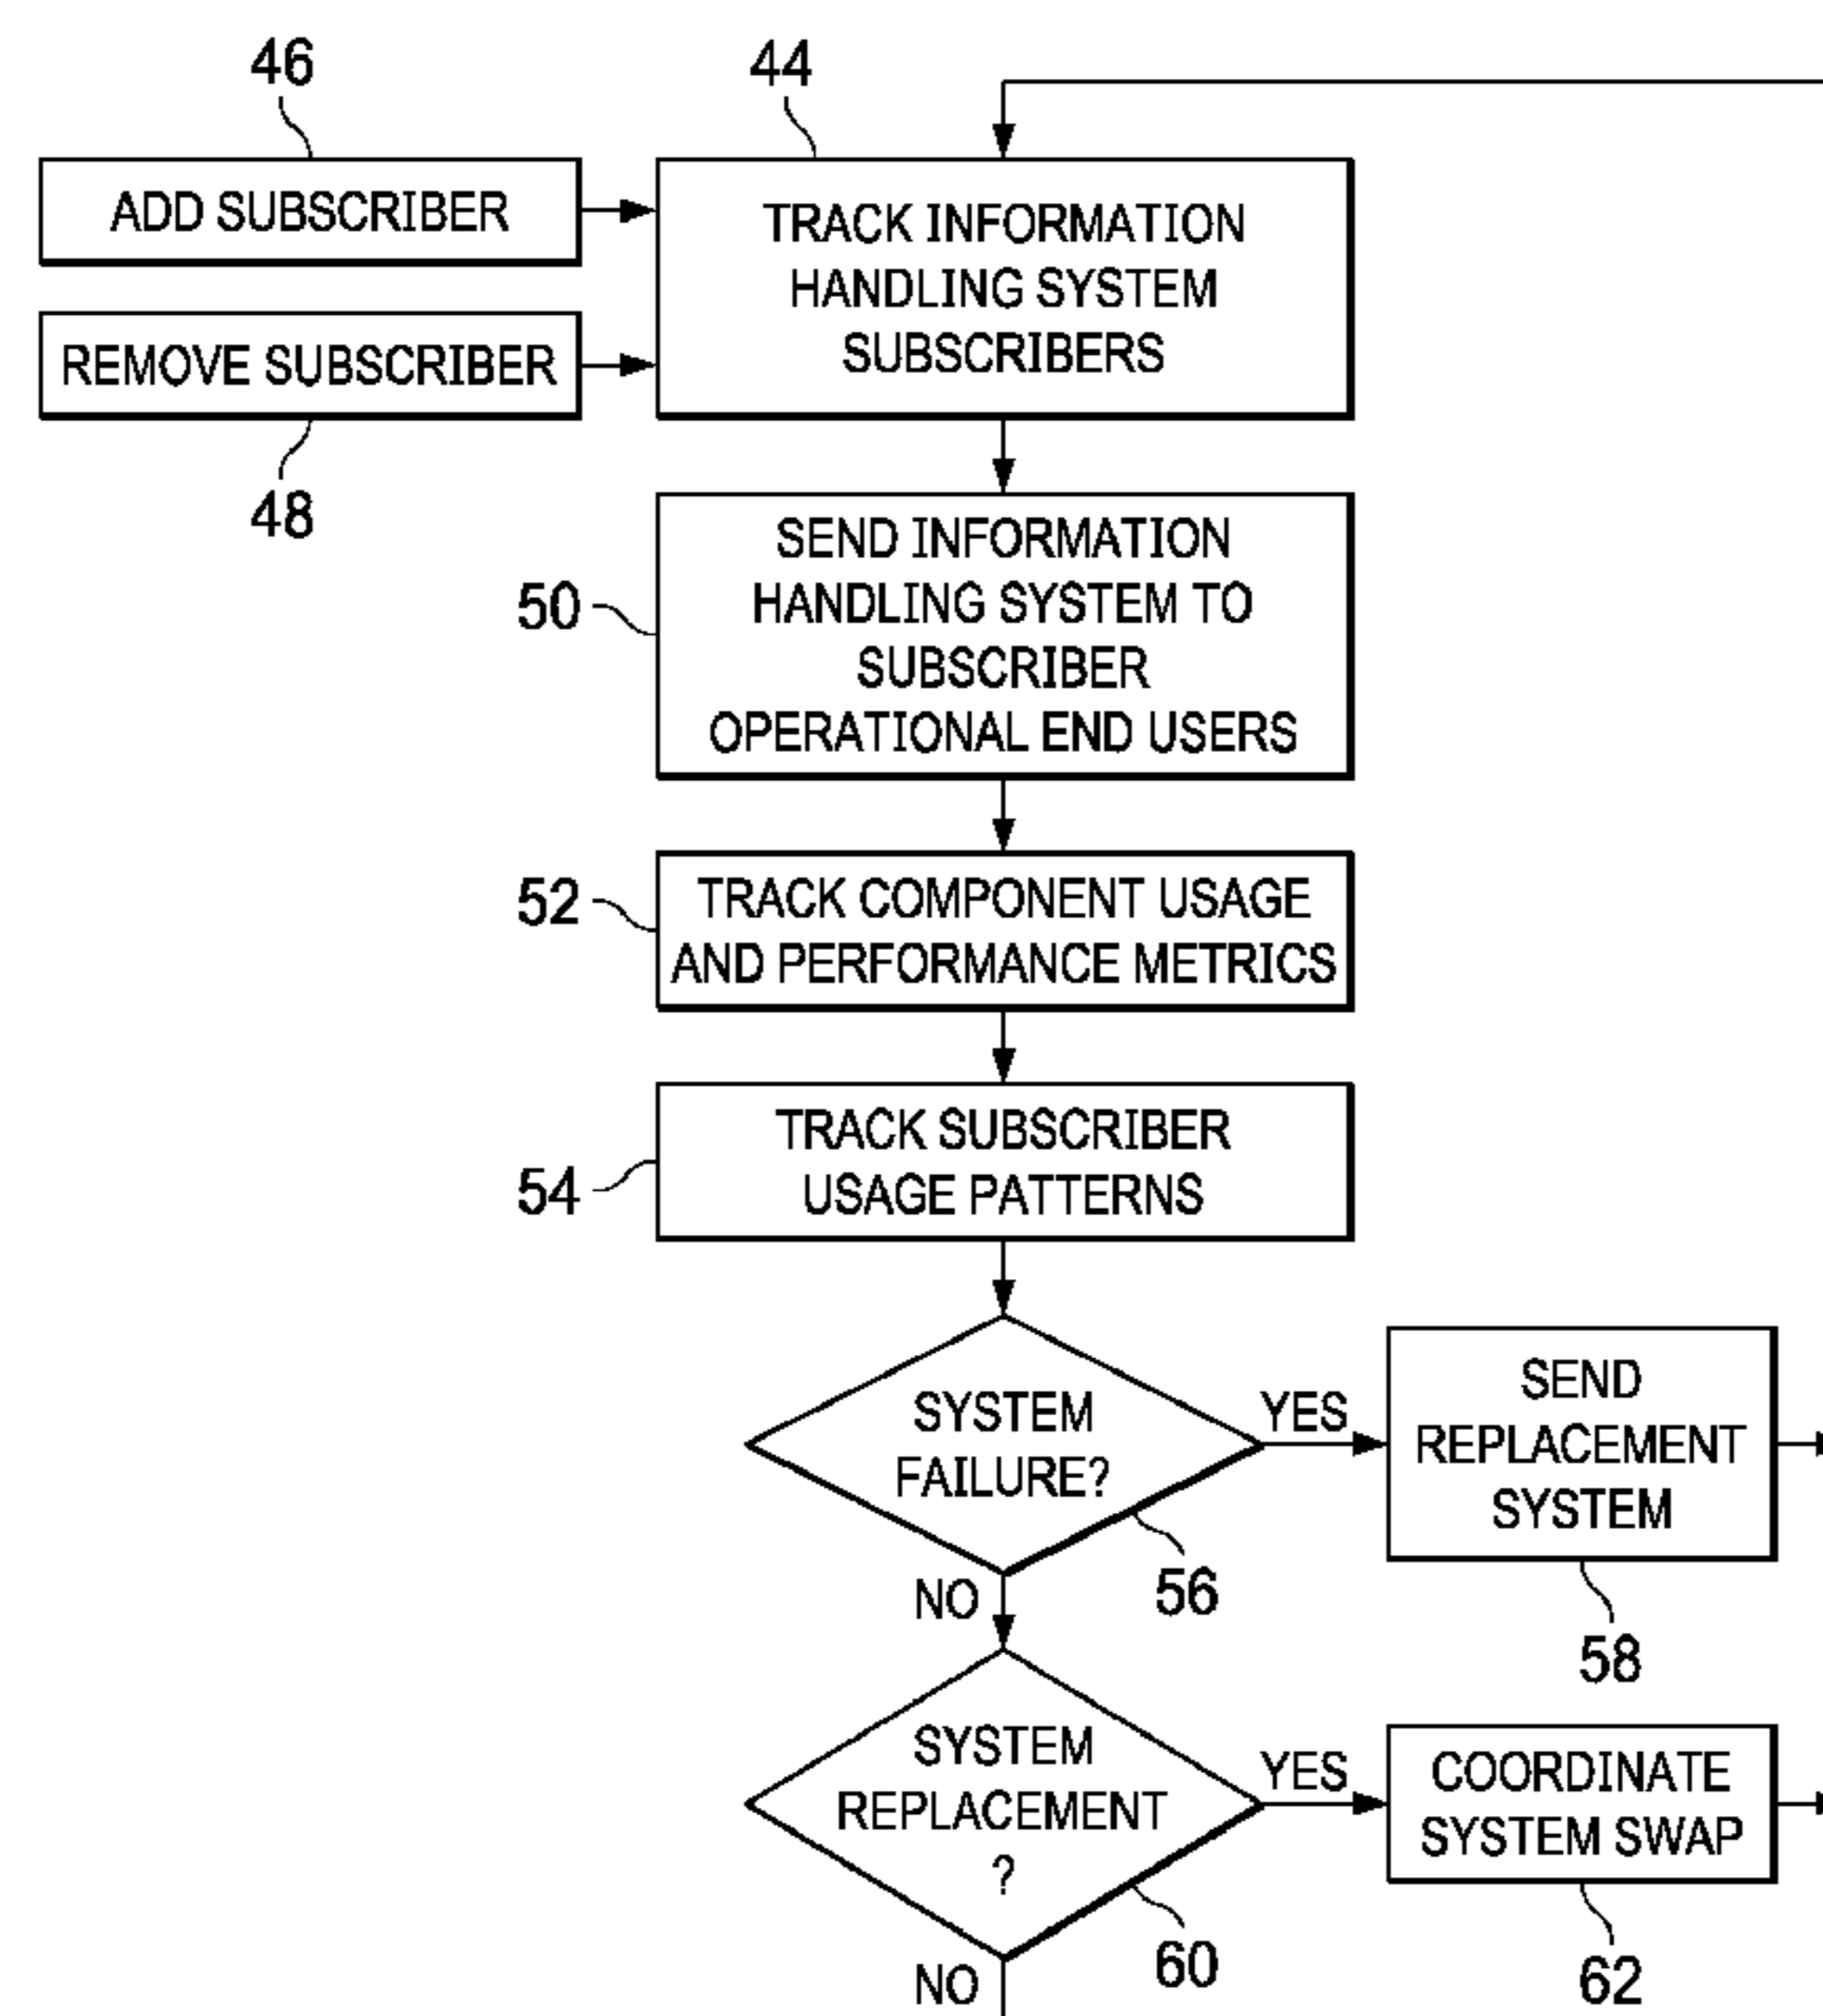 46
44
ADD SUBSCRIBER
TRACK INFORMATION
HANDLING SYSTEM
SUBSCRIBERS
REMOVE SUBSCRIBER
48
SEND INFORMATION
HANDLING SYSTEM TO
SUBSCRIBER
OPERATIONAL END USERS
50
TRACK COMPONENT USAGE
AND PERFORMANCE METRICS
52
TRACK SUBSCRIBER
USAGE PATTERNS
54
SYSTEM
FAILURE?
YES
SEND
REPLACEMENT
SYSTEM
NO
56
58
SYSTEM
REPLACEMENT
?
YES
COORDINATE
SYSTEM SWAP
60
62
NO